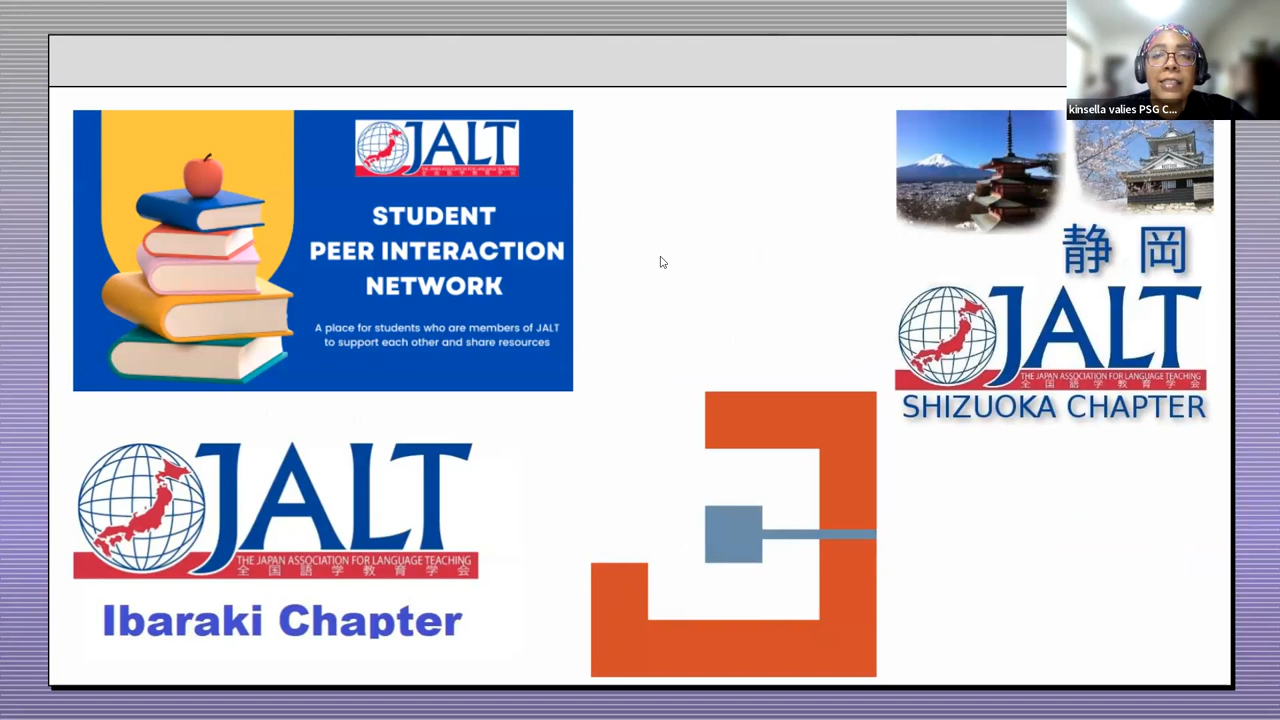 JALT
THE JAPAN ASSOCIATION FOR LANGUAGE TEACHING
全国語学教育学会
STUDENT
PEER INTERACTION
NETWORK
A place for students who are members of JALT
to support each other and share resources
kinsella valies PSG C...
静 岡
JALT
THE JAPAN ASSOCIATION FOR LANGUAGE TEACHING
全国語学教育学会
SHIZUOKA CHAPTER
JALT
THE JAPAN ASSOCIATION FOR LANGUAGE TEACHING
全国語学教育学会
Ibaraki Chapter